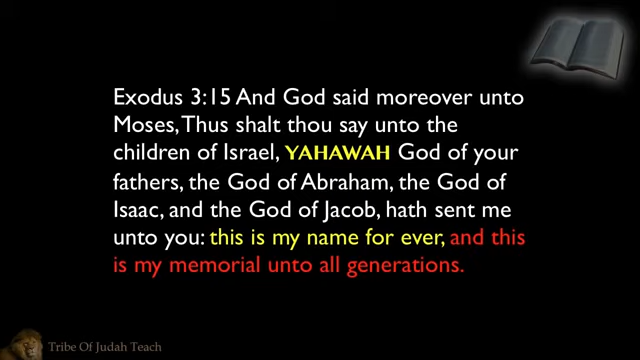 Exodus 3:15 And God said moreover unto
Moses, Thus shalt thou say unto the
children of Israel, YAHAWAH God of your
fathers, the God of Abraham, the God of
Isaac, and the God of Jacob, hath sent me
unto you: this is my name for ever, and this
is my memorial unto all generations.
Tribe Of Judah Teach